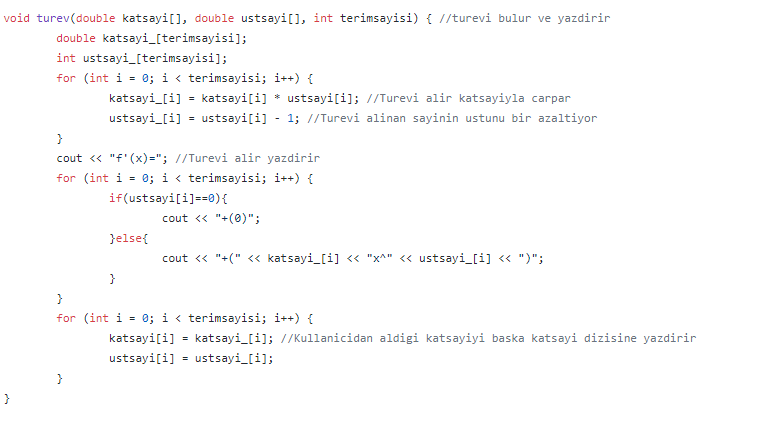 void turev(double katsayi[], double ustsayi[], int terimsayisi) { //turevi bulur ve yazdirir
double katsayi_[terimsayisi];
int ustsayi_[terimsayisi];
for (int i = 0; i < terimsayisi; i++) {
katsayi_[i] = katsayi[i] * ustsayi[i]; //Turevi alir katsayiyla carpar
ustsayi_[i] = ustsayi[i] - 1; //Turevi alinan sayinin ustunu bir azaltiyor
}
cout << "f'(x)="; //Turevi alir yazdirir
for (int i = 0; i < terimsayisi; i++) {
if(ustsayi[i]==0){
cout << "+(0)";
}else{
cout << "+(" << katsayi_[i] << "x^" << ustsayi_[i] << ")";
}
}
for (int i = 0; i < terimsayisi; i++) {
katsayi[i] = katsayi_[i]; //Kullanicidan aldigi katsayiyi baska katsayi dizisine yazdirir
ustsayi[i] = ustsayi_[i];
}
}